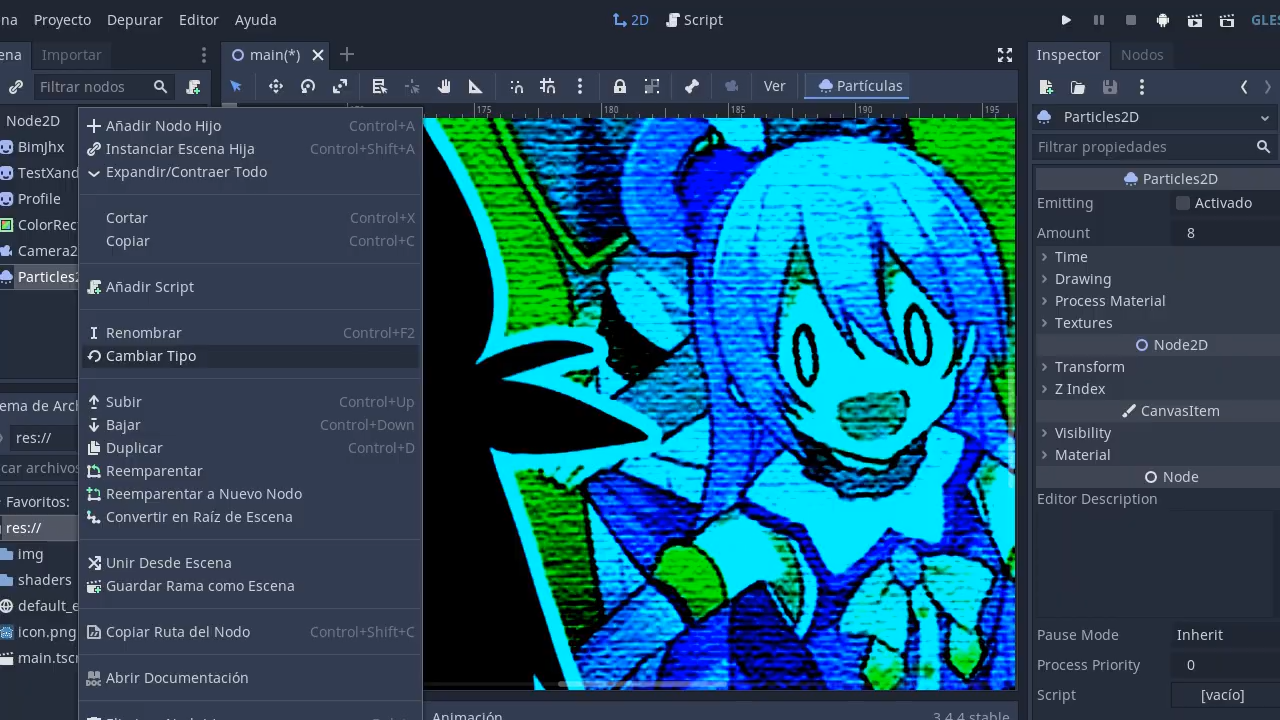 na Proyecto Depurar Editor Ayuda
2D Script
GLES
ena Importar
main(*)
Inspector Nodos
Filtrar nodos
Ver Partículas
175 180 185 190 195
Node2D
BimJhx
TestXand
Profile
ColorRec
Camera2
Particles2
Añadir Nodo Hijo Control+A
Instanciar Escena Hija Control+Shift+A
Expandir/Contraer Todo
Cortar Control+X
Copiar Control+C
Añadir Script
Renombrar Control+F2
Cambiar Tipo
Subir Control+Up
Bajar Control+Down
Duplicar Control+D
Reemparentar
Reemparentar a Nuevo Nodo
Convertir en Raíz de Escena
Unir Desde Escena
Guardar Rama como Escena
Copiar Ruta del Nodo Control+Shift+C
Abrir Documentación
ema de Arc
res://
car archivos
Favoritos:
res://
img
shaders
default_e
icon.png
main.tscr
Animación
3.4.4.stable
Particles2D
Filtrar propiedades
Particles2D
Emitting Activado
Amount 8
Time
Drawing
Process Material
Textures
Node2D
Transform
Z Index
CanvasItem
Visibility
Material
Node
Editor Description
Pause Mode Inherit
Process Priority 0
Script [vacío]